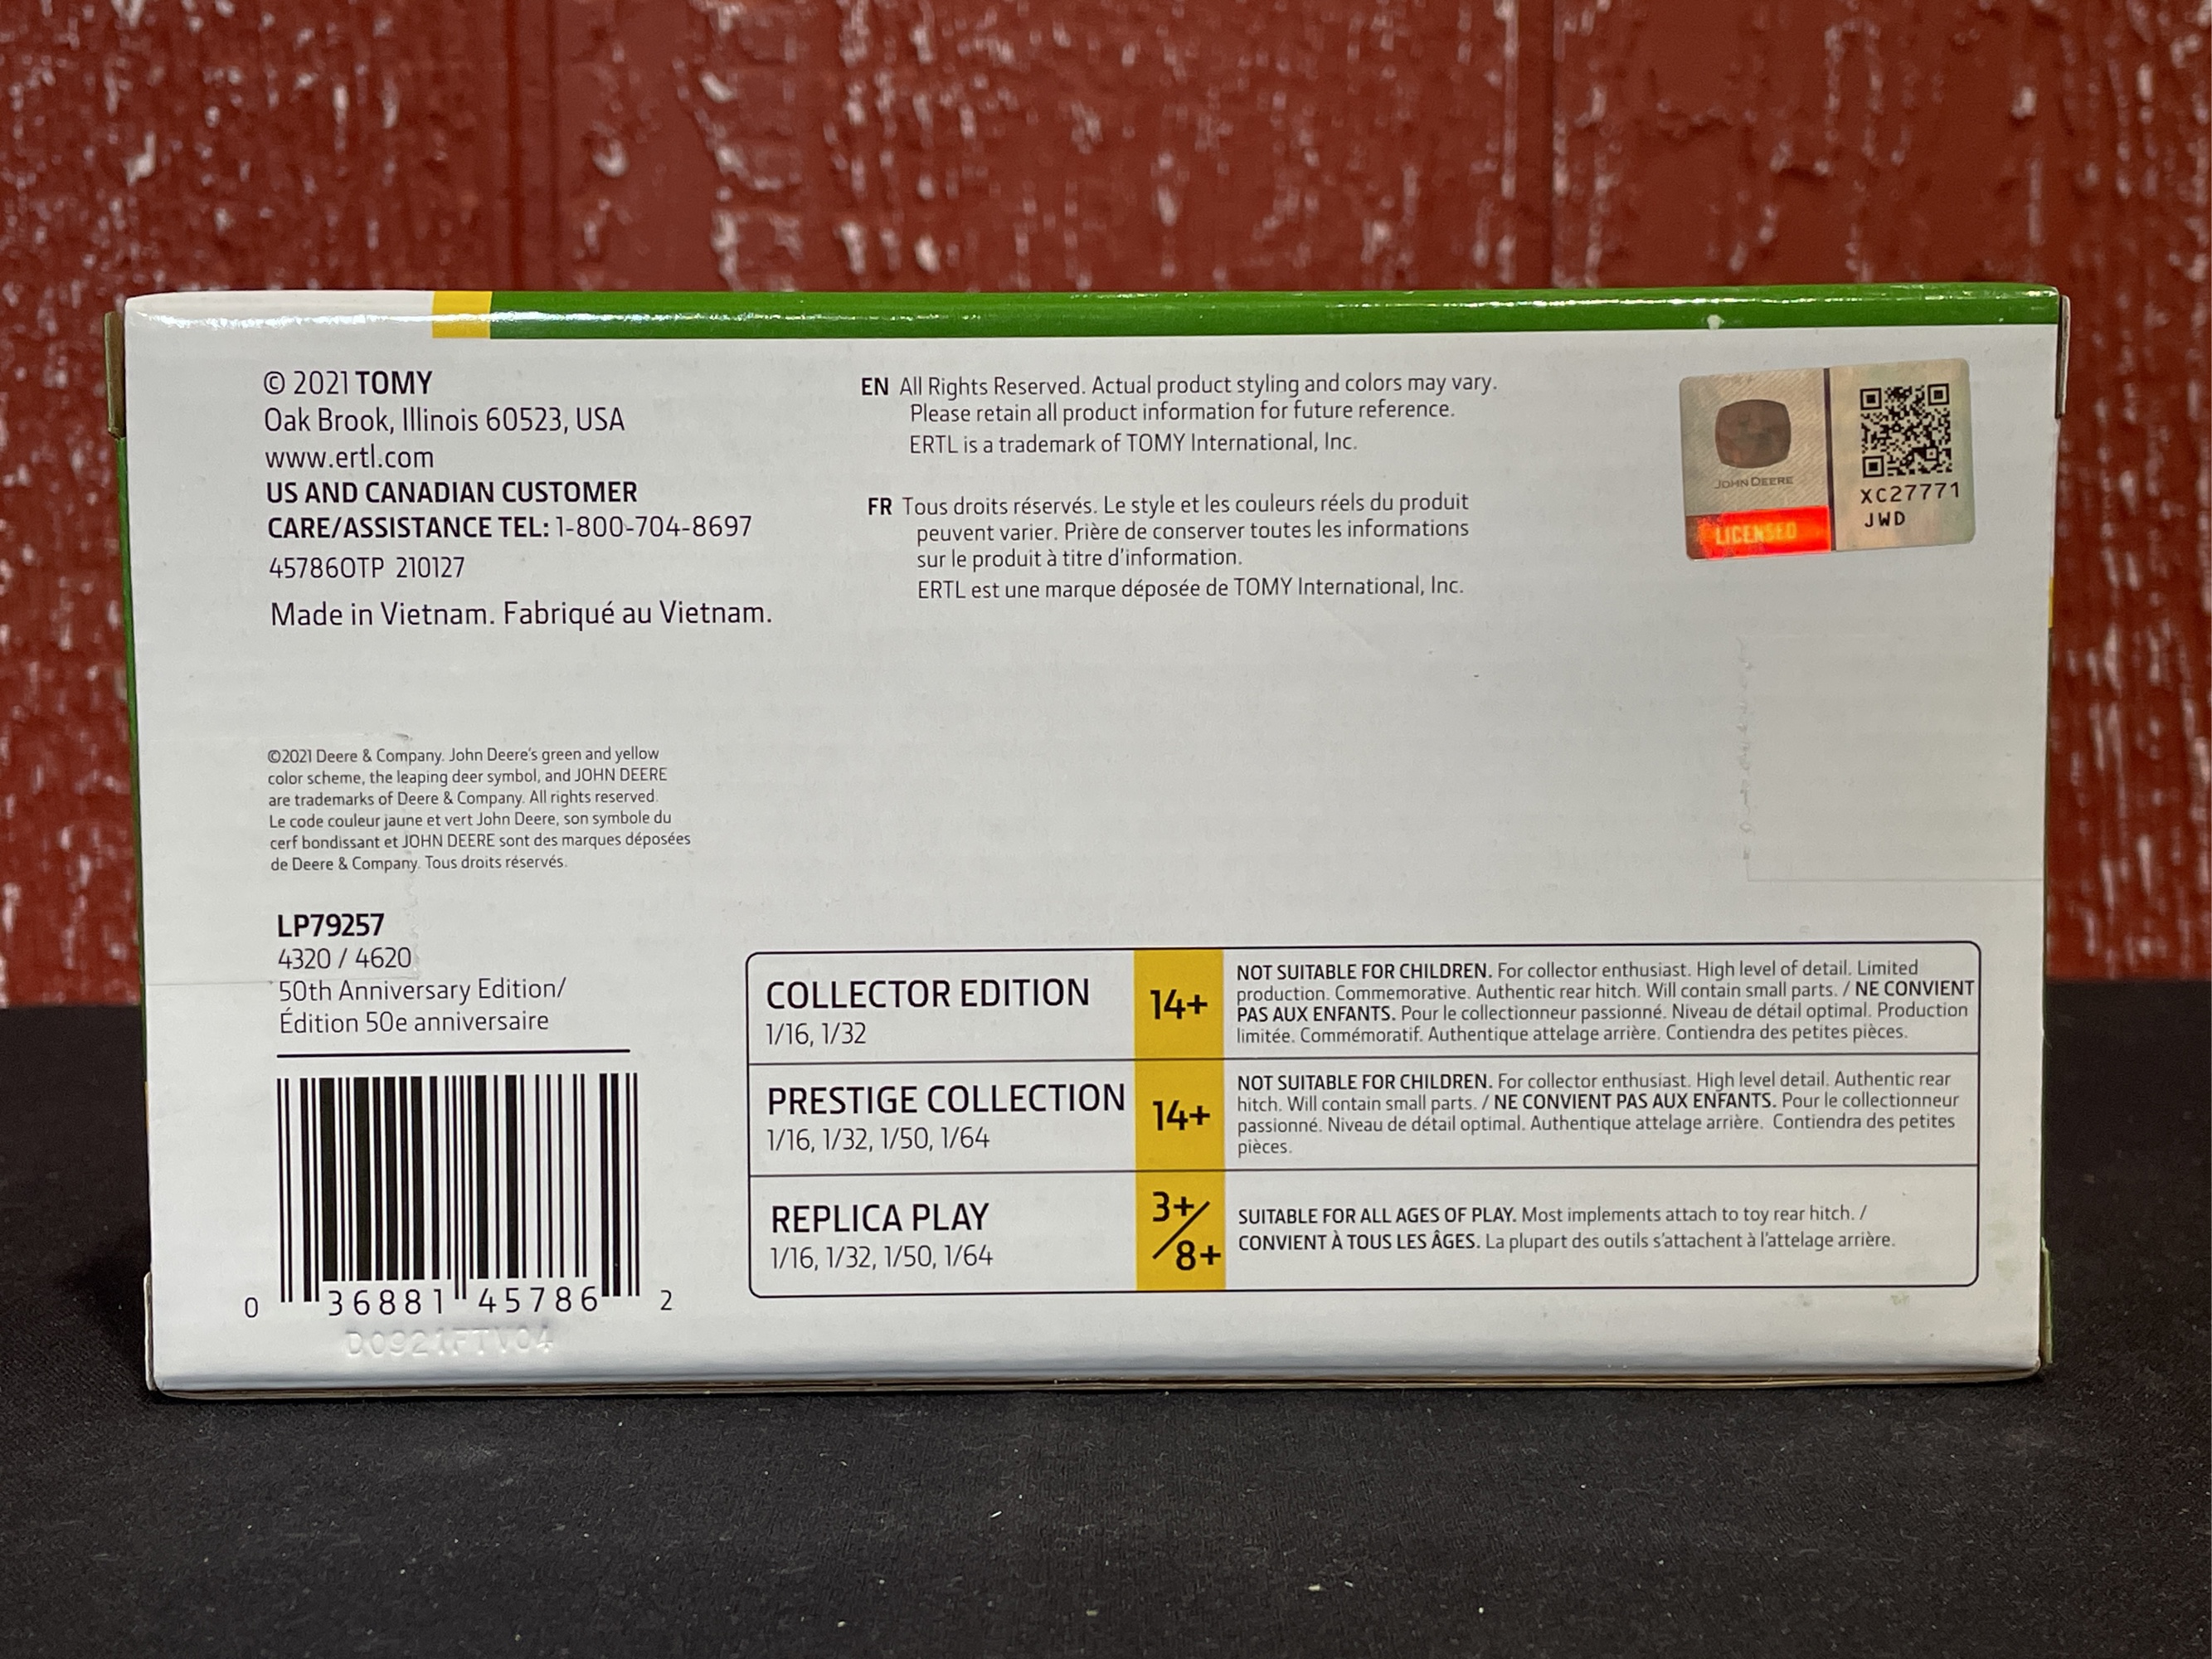 © 2021 TOMY
Oak Brook, Illinois 60523, USA
www.ertl.com
US AND CANADIAN CUSTOMER
CARE/ASSISTANCE TEL: 1-800-704-8697
45786OTP 210127
Made in Vietnam. Fabriqué au Vietnam.
EN All Rights Reserved. Actual product styling and colors may vary.
Please retain all product information for future reference.
ERTL is a trademark of TOMY International, Inc.
FR Tous droits réservés. Le style et les couleurs réels du produit
peuvent varier. Prière de conserver toutes les informations
sur le produit à titre d'information.
ERTL est une marque déposée de TOMY International, Inc.
JOHN DEERE
LICENSED
XC27771
JWD
©2021 Deere & Company. John Deere's green and yellow
color scheme, the leaping deer symbol, and JOHN DEERE
are trademarks of Deere & Company. All rights reserved.
Le code couleur jaune et vert John Deere, son symbole du
cerf bondissant et JOHN DEERE sont des marques déposées
de Deere & Company. Tous droits réservés.
LP79257
4320 / 4620
50th Anniversary Edition/
Édition 50e anniversaire
0 36881 45786 2
D0921FTV04
COLLECTOR EDITION
1/16, 1/32
14+
NOT SUITABLE FOR CHILDREN. For collector enthusiast. High level of detail. Limited
production. Commemorative. Authentic rear hitch. Will contain small parts. / NE CONVIENT
PAS AUX ENFANTS. Pour le collectionneur passionné. Niveau de détail optimal. Production
limitée. Commémoratif. Authentique attelage arrière. Contiendra des petites pièces.
PRESTIGE COLLECTION
1/16, 1/32, 1/50, 1/64
14+
NOT SUITABLE FOR CHILDREN. For collector enthusiast. High level detail. Authentic rear
hitch. Will contain small parts. / NE CONVIENT PAS AUX ENFANTS. Pour le collectionneur
passionné. Niveau de détail optimal. Authentique attelage arrière. Contiendra des petites
pièces.
REPLICA PLAY
1/16, 1/32, 1/50, 1/64
3+/8+
SUITABLE FOR ALL AGES OF PLAY. Most implements attach to toy rear hitch. /
CONVIENT À TOUS LES ÂGES. La plupart des outils s'attachent à l'attelage arrière.